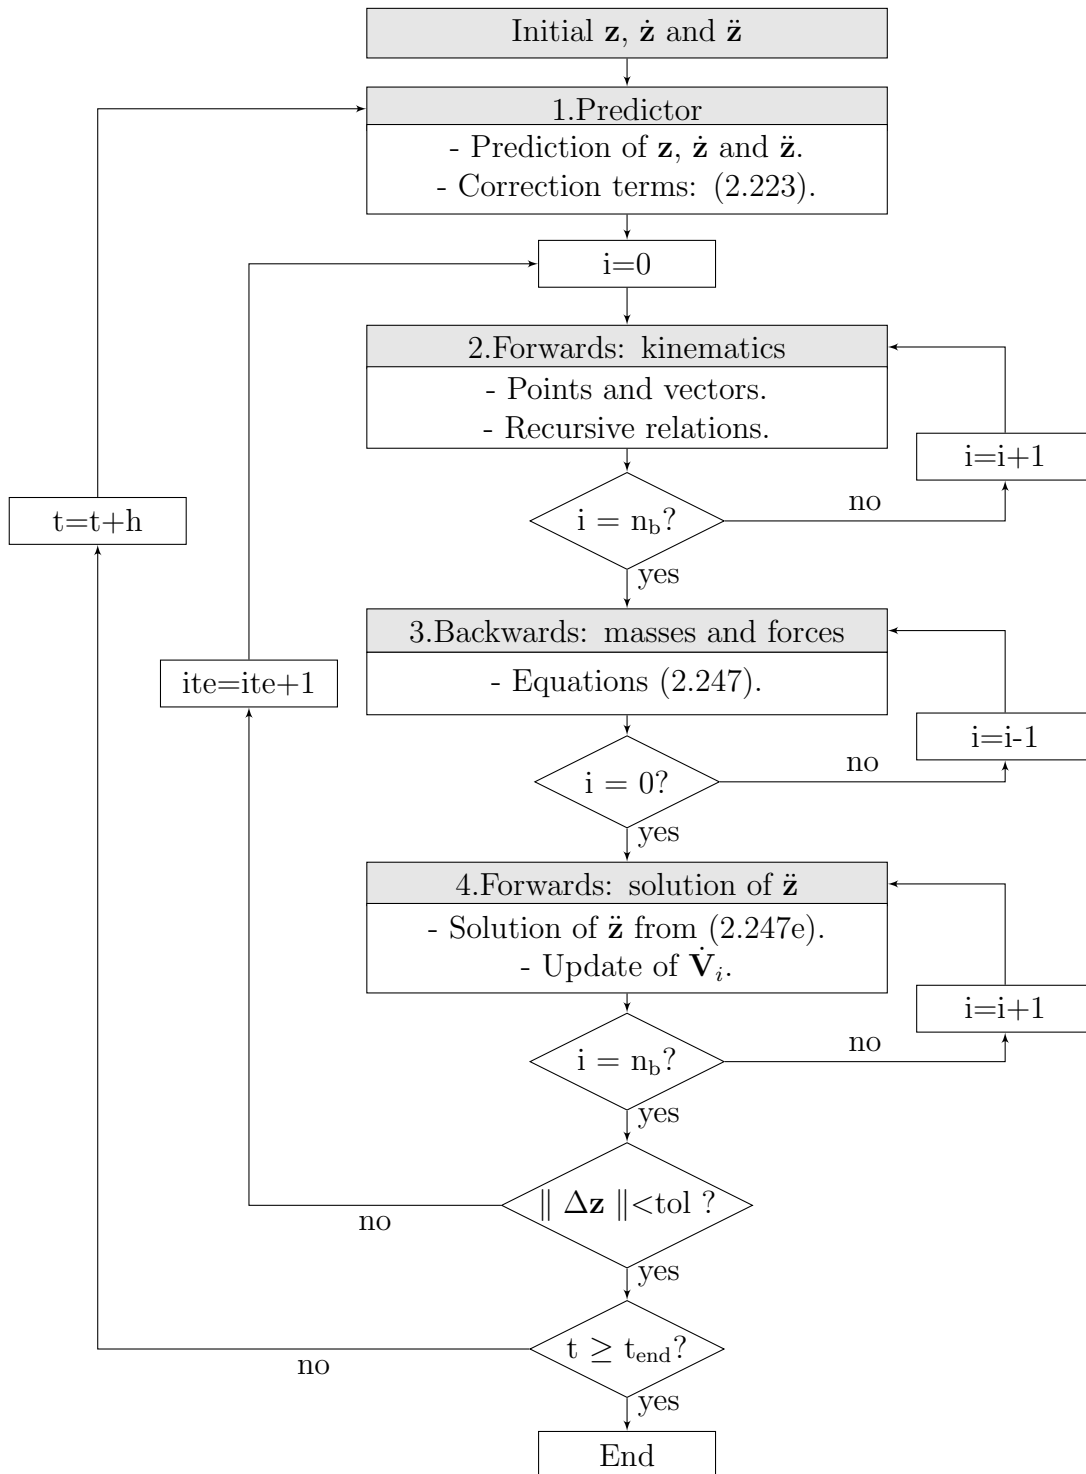 Initial z, ż and z̈
1.Predictor
- Prediction of z, ż and z̈.
- Correction terms: (2.223).
i=0
2.Forwards: kinematics
- Points and vectors.
- Recursive relations.
i=i+1
i = n_b?
no
t=t+h
yes
3.Backwards: masses and forces
- Equations (2.247).
ite=ite+1
i=i-1
i = 0?
no
yes
4.Forwards: solution of z̈
- Solution of z̈ from (2.247e).
- Update of V̇_i.
i=i+1
i = n_b?
no
yes
‖ Δz ‖<tol ?
no
yes
t ≥ t_end?
no
yes
End